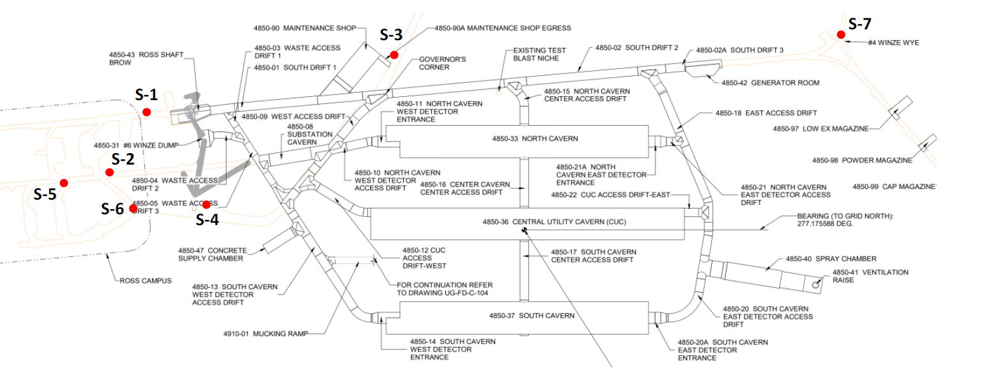 S-7
4850-90 MAINTENANCE SHOP
S-3
4850-90A MAINTENANCE SHOP EGRESS
#4 WINZE WYE
4850-43 ROSS SHAFT
BROW
4850-03 WASTE ACCESS
DRIFT 1
4850-01 SOUTH DRIFT 1
GOVERNOR'S
CORNER
EXISTING TEST
BLAST NICHE
4850-02 SOUTH DRIFT 2
4850-02A SOUTH DRIFT 3
4850-42 GENERATOR ROOM
S-1
4850-15 NORTH CAVERN
CENTER ACCESS DRIFT
4850-11 NORTH CAVERN
WEST DETECTOR
ENTRANCE
4850-09 WEST ACCESS DRIFT
4850-08
SUBSTATION
CAVERN
4850-18 EAST ACCESS DRIFT
4850-97 LOW EX MAGAZINE
4850-33 NORTH CAVERN
4850-31 #6 WINZE DUMP
4850-98 POWDER MAGAZINE
S-2
4850-04 WASTE ACCESS
DRIFT 2
4850-10 NORTH CAVERN
WEST DETECTOR
ACCESS DRIFT
4850-21A NORTH
CAVERN EAST DETECTOR
ENTRANCE
4850-16 CENTER CAVERN
CENTER ACCESS DRIFT
4850-22 CUC ACCESS DRIFT-EAST
4850-21 NORTH CAVERN
EAST DETECTOR ACCESS
DRIFT
4850-99 CAP MAGAZINE
S-5
S-6
4850-05 WASTE ACCESS
DRIFT 3
S-4
4850-36 CENTRAL UTILITY CAVERN (CUC)
BEARING (TO GRID NORTH):
277.175588 DEG.
4850-47 CONCRETE
SUPPLY CHAMBER
4850-12 CUC
ACCESS
DRIFT-WEST
4850-17 SOUTH CAVERN
CENTER ACCESS DRIFT
4850-40 SPRAY CHAMBER
4850-41 VENTILATION
RAISE
ROSS CAMPUS
4850-13 SOUTH CAVERN
WEST DETECTOR
ACCESS DRIFT
FOR CONTINUATION REFER
TO DRAWING UG-FD-C-104
4850-37 SOUTH CAVERN
4850-20 SOUTH CAVERN
EAST DETECTOR ACCESS
DRIFT
4910-01 MUCKING RAMP
4850-14 SOUTH CAVERN
WEST DETECTOR
ENTRANCE
4850-20A SOUTH CAVERN
EAST DETECTOR
ENTRANCE